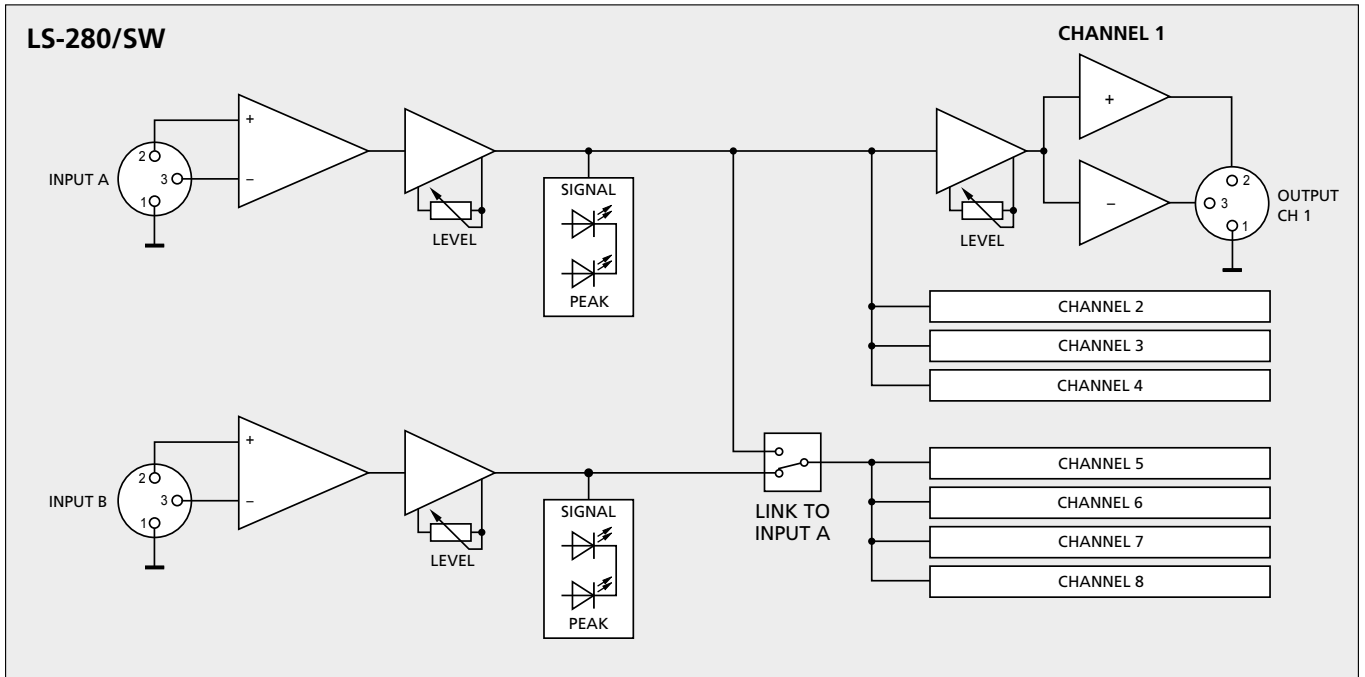 LS-280/SW
CHANNEL 1
INPUT A
2
3
1
+
−
LEVEL
SIGNAL
PEAK
LEVEL
+
−
2
3
1
OUTPUT
CH 1
CHANNEL 2
CHANNEL 3
CHANNEL 4
INPUT B
2
3
1
+
−
LEVEL
SIGNAL
PEAK
LINK TO
INPUT A
CHANNEL 5
CHANNEL 6
CHANNEL 7
CHANNEL 8